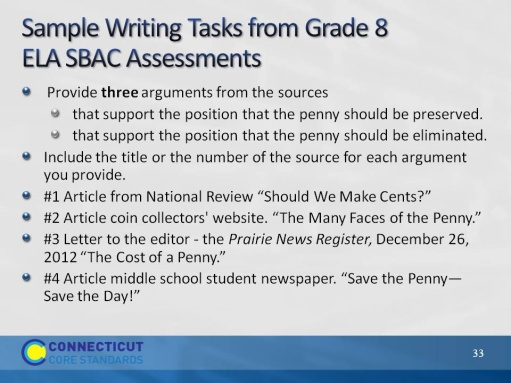 Sample Writing Tasks from Grade 8
ELA SBAC Assessments
Provide three arguments from the sources
that support the position that the penny should be preserved.
that support the position that the penny should be eliminated.
Include the title or the number of the source for each argument
you provide.
#1 Article from National Review “Should We Make Cents?”
#2 Article coin collectors' website. “The Many Faces of the Penny.”
#3 Letter to the editor - the Prairie News Register, December 26,
2012 “The Cost of a Penny.”
#4 Article middle school student newspaper. “Save the Penny—
Save the Day!”
CONNECTICUT
CORE STANDARDS
33